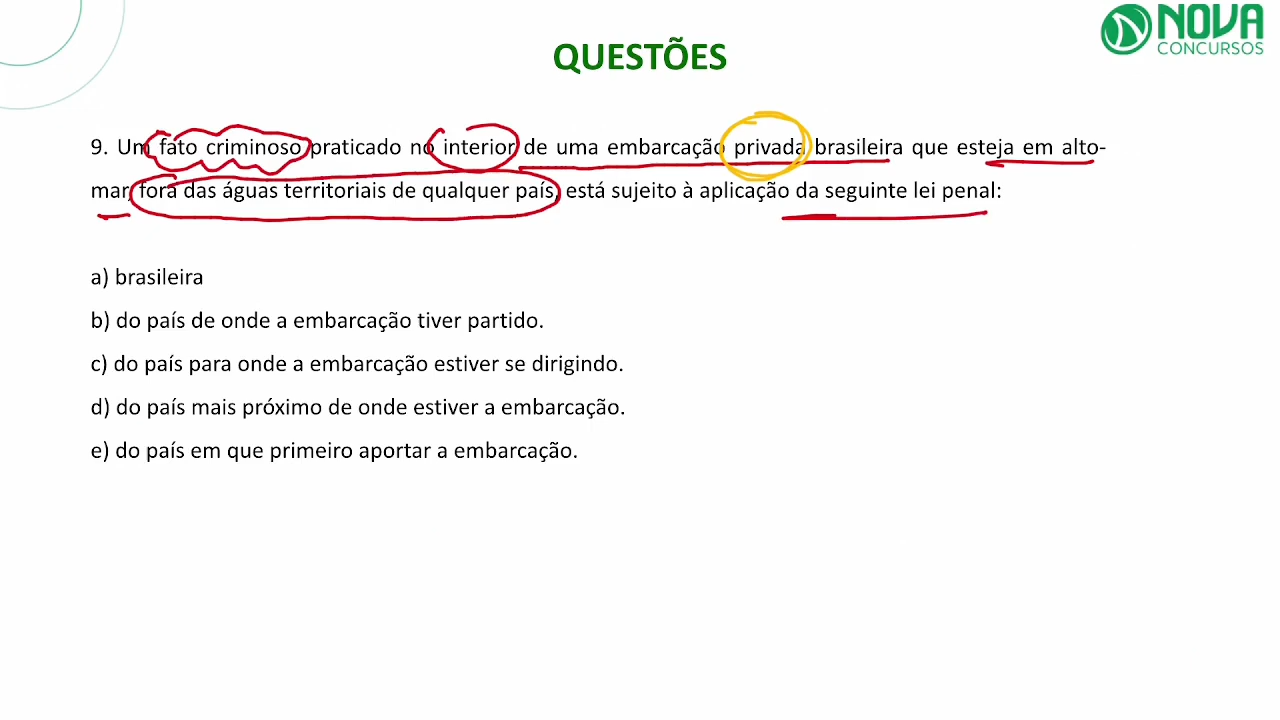 NOVA
CONCURSOS
QUESTÕES
9. Um fato criminoso praticado no interior de uma embarcação privada brasileira que esteja em alto-
mar, fora das águas territoriais de qualquer país, está sujeito à aplicação da seguinte lei penal:
a) brasileira
b) do país de onde a embarcação tiver partido.
c) do país para onde a embarcação estiver se dirigindo.
d) do país mais próximo de onde estiver a embarcação.
e) do país em que primeiro aportar a embarcação.